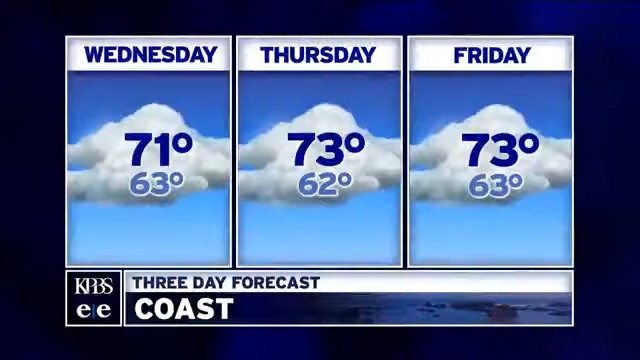 WEDNESDAY
71°
63°
THURSDAY
73°
62°
FRIDAY
73°
63°
KPBS
e|e
THREE DAY FORECAST
COAST